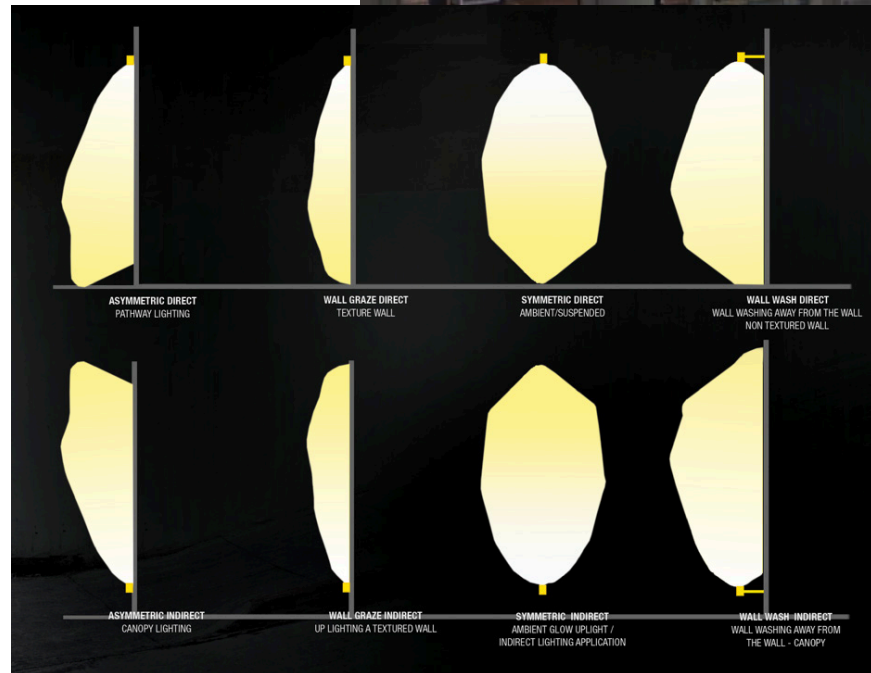 ASYMMETRIC DIRECT
PATHWAY LIGHTING
WALL GRAZE DIRECT
TEXTURE WALL
SYMMETRIC DIRECT
AMBIENT/SUSPENDED
WALL WASH DIRECT
WALL WASHING AWAY FROM THE WALL
NON TEXTURED WALL
ASYMMETRIC INDIRECT
CANOPY LIGHTING
WALL GRAZE INDIRECT
UP LIGHTING A TEXTURED WALL
SYMMETRIC INDIRECT
AMBIENT GLOW UPLIGHT /
INDIRECT LIGHTING APPLICATION
WALL WASH INDIRECT
WALL WASHING AWAY FROM
THE WALL - CANOPY